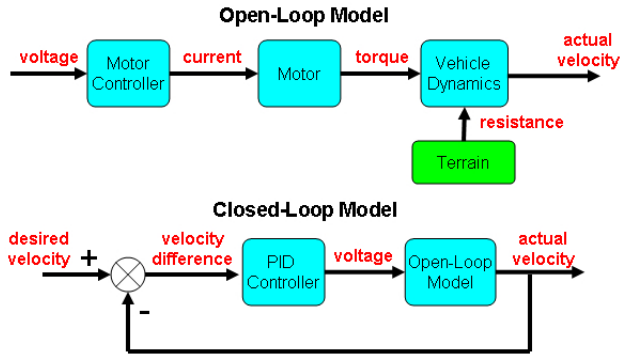 Open-Loop Model
voltage
Motor
Controller
current
Motor
torque
Vehicle
Dynamics
actual
velocity
resistance
Terrain
Closed-Loop Model
desired
velocity
+
-
velocity
difference
PID
Controller
voltage
Open-Loop
Model
actual
velocity